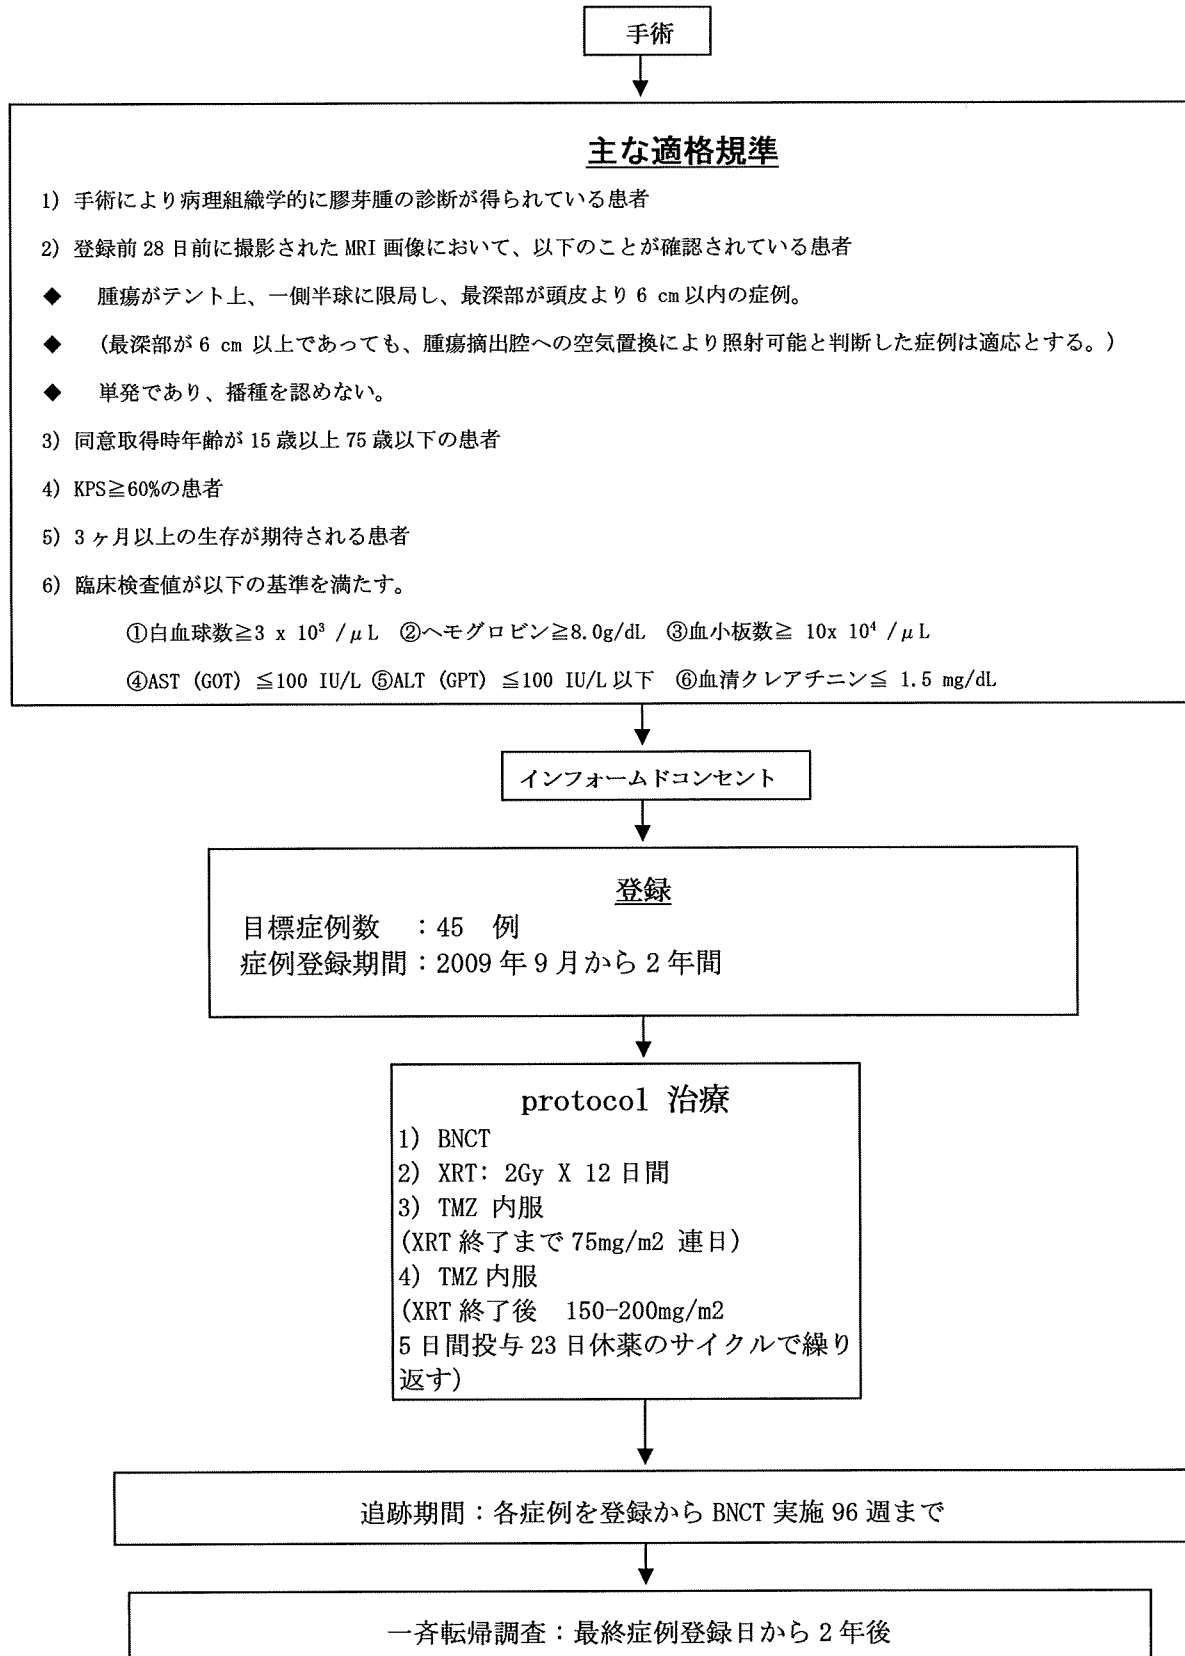 手術
主な適格規準
1) 手術により病理組織学的に膠芽腫の診断が得られている患者
2) 登録前 28 日前に撮影された MRI 画像において、以下のことが確認されている患者
◆ 腫瘍がテント上、一側半球に限局し、最深部が頭皮より 6 cm 以内の症例。
◆ (最深部が 6 cm 以上であっても、腫瘍摘出腔への空気置換により照射可能と判断した症例は適応とする。)
◆ 単発であり、播種を認めない。
3) 同意取得時年齢が 15 歳以上 75 歳以下の患者
4) KPS≧60%の患者
5) 3 ヶ月以上の生存が期待される患者
6) 臨床検査値が以下の基準を満たす。
①白血球数≧3 x 10³ /μL ②ヘモグロビン≧8.0g/dL ③血小板数≧ 10x 10⁴ /μL
④AST (GOT) ≦100 IU/L ⑤ALT (GPT) ≦100 IU/L 以下 ⑥血清クレアチニン≦ 1.5 mg/dL
インフォームドコンセント
登録
目標症例数 :45 例
症例登録期間:2009 年 9 月から 2 年間
protocol 治療
1) BNCT
2) XRT: 2Gy X 12 日間
3) TMZ 内服
(XRT 終了まで 75mg/m2 連日)
4) TMZ 内服
(XRT 終了後 150-200mg/m2
5 日間投与 23 日休薬のサイクルで繰り
返す)
追跡期間:各症例を登録から BNCT 実施 96 週まで
一斉転帰調査:最終症例登録日から 2 年後